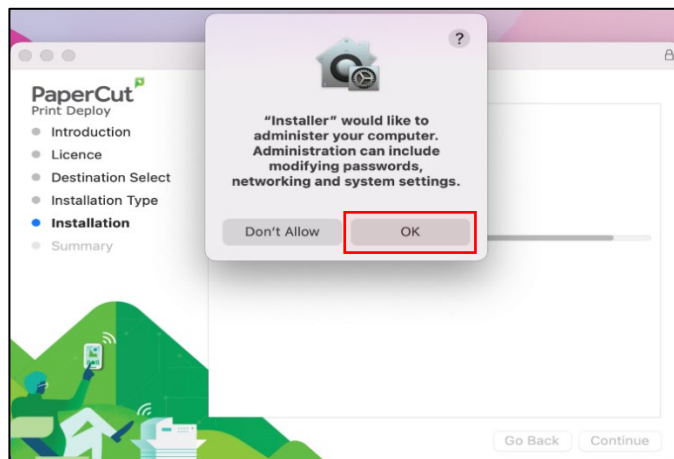 ?
"Installer" would like to
administer your computer.
Administration can include
modifying passwords,
networking and system settings.
Don't Allow
OK
PaperCut
Print Deploy
Introduction
Licence
Destination Select
Installation Type
Installation
Summary
Go Back
Continue